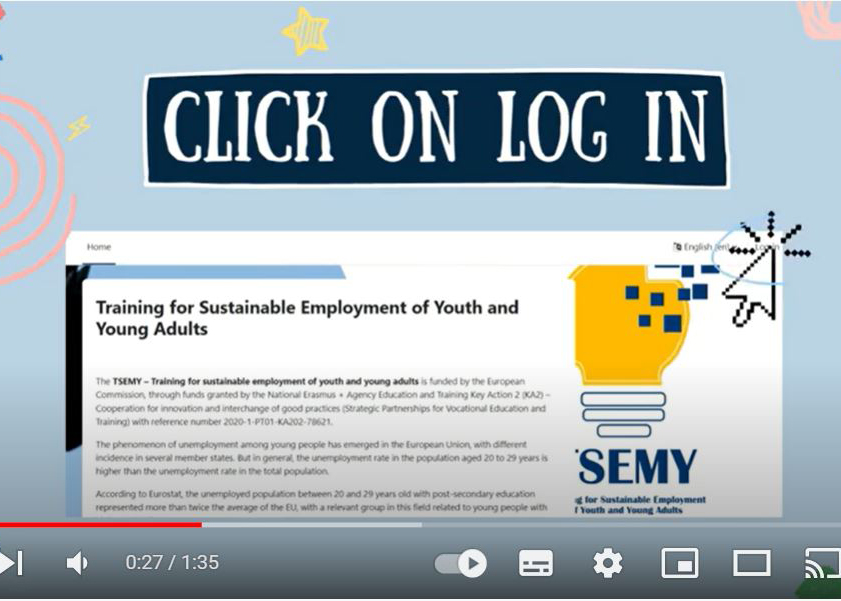 CLICK ON LOG IN
Home
English (en)
Log in
Training for Sustainable Employment of Youth and
Young Adults
The TSEMY – Training for sustainable employment of youth and young adults is funded by the European
Commission, through funds granted by the National Erasmus + Agency Education and Training Key Action 2 (KA2) –
Cooperation for innovation and interchange of good practices (Strategic Partnerships for Vocational Education and
Training) with reference number 2020-1-PT01-KA202-78621.
The phenomenon of unemployment among young people has emerged in the European Union, with different
incidence in several member states. But in general, the unemployment rate in the population aged 20 to 29 years is
higher than the unemployment rate in the total population.
According to Eurostat, the unemployed population between 20 and 29 years old with post-secondary education
represented more than twice the average of the EU, with a relevant group in this field related to young people with
SEMY
g for Sustainable Employment
f Youth and Young Adults
0:27 / 1:35